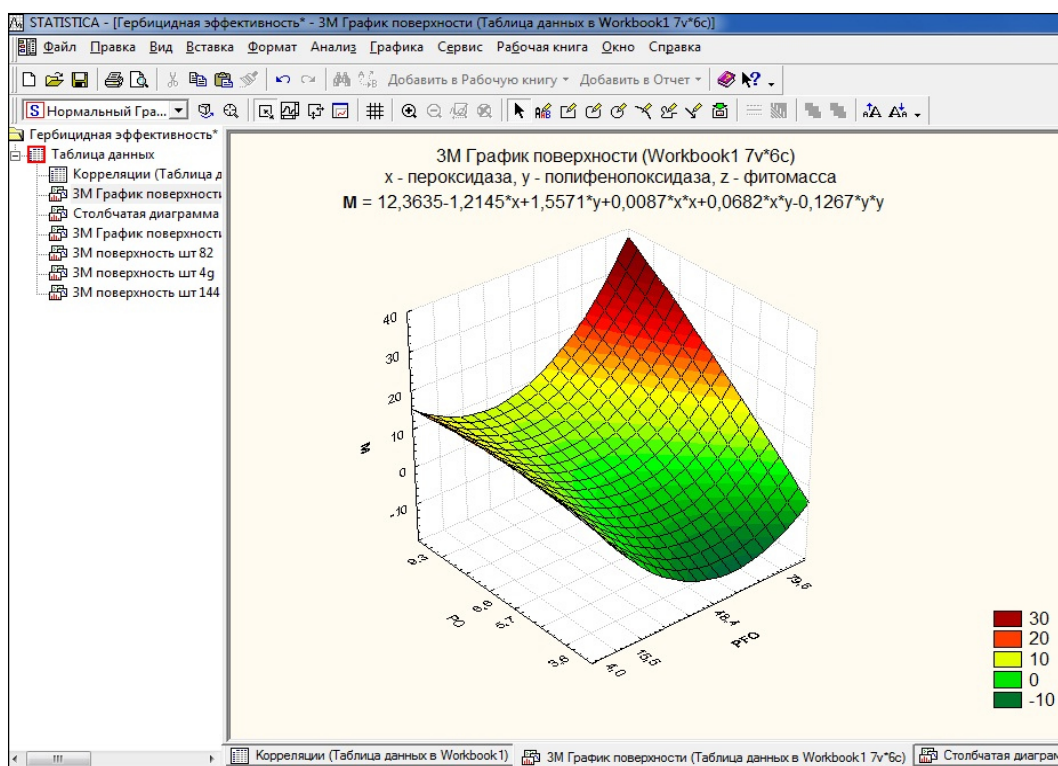 STATISTICA - [Гербицидная эффективность* - 3М График поверхности (Таблица данных в Workbook1 7v*6c)]
Файл Правка Вид Вставка Формат Анализ Графика Сервис Рабочая книга Окно Справка
Добавить в Рабочую книгу Добавить в Отчет
Нормальный Гра...
Гербицидная эффективность*
Таблица данных
Корреляции (Таблица д
3М График поверхности
Столбчатая диаграмма
3М График поверхности
3М поверхность шт 82
3М поверхность шт 4g
3М поверхность шт 144
3М График поверхности (Workbook1 7v*6c)
x - пероксидаза, y - полифенолоксидаза, z - фитомасса
M = 12,3635-1,2145*x+1,5571*y+0,0087*x*x+0,0682*x*y-0,1267*y*y
40
30
20
10
0
-10
M
9,3
6,8
5,7
3,8
PO
4,0
15,5
48,4
79,6
PFO
30
20
10
0
-10
Корреляции (Таблица данных в Workbook1)
3М График поверхности (Таблица данных в Workbook1 7v*6c)
Столбчатая диаграм